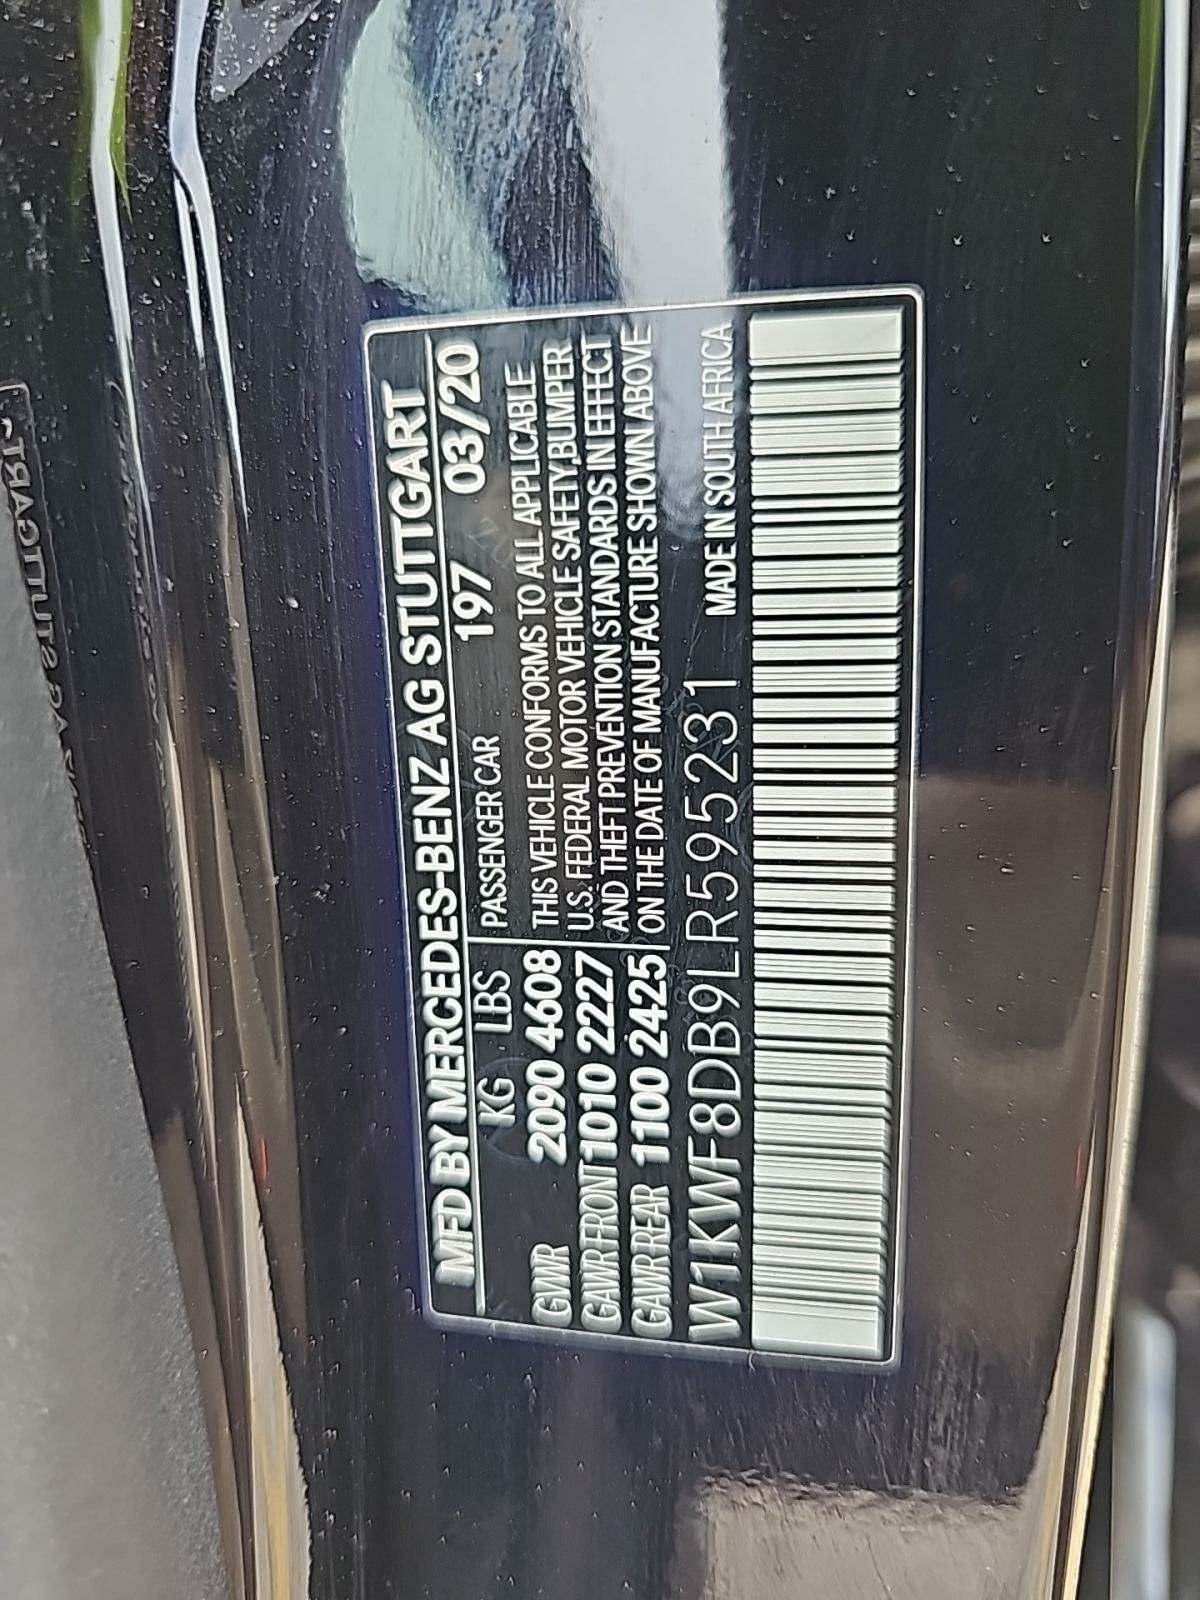 MFD BY MERCEDES-BENZ AG STUTTGART
KG LBS PASSENGER CAR 197 03/20
GVWR 2090 4608 THIS VEHICLE CONFORMS TO ALL APPLICABLE
U.S. FEDERAL MOTOR VEHICLE SAFETY,BUMPER
GAWR FRONT 1010 2227 AND THEFT PREVENTION STANDARDS IN EFFECT
GAWR REAR 1100 2425 ON THE DATE OF MANUFACTURE SHOWN ABOVE
W1KWF8DB9LR595231 MADE IN SOUTH AFRICA